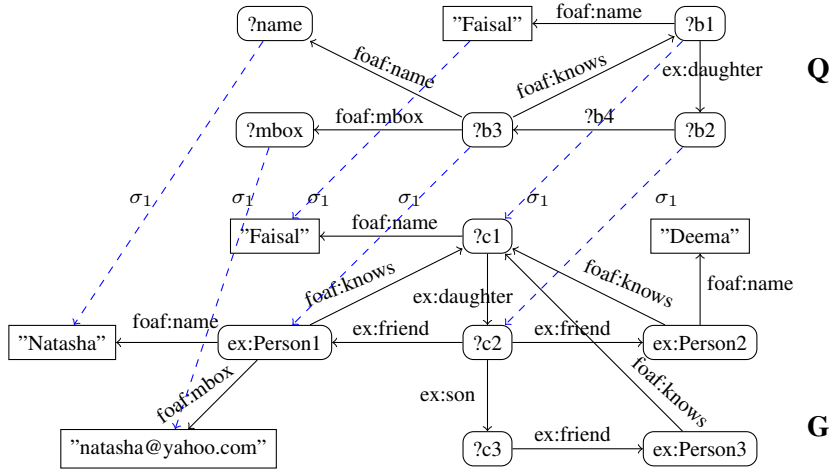 ?name ”Faisal” foaf:name ?b1
foaf:name foaf:knows ex:daughter Q
?mbox foaf:mbox ?b3 ?b4 ?b2
σ1 σ1 σ1 σ1 σ1 σ1
”Faisal” foaf:name ?c1 ”Deema”
foaf:knows ex:daughter foaf:knows foaf:name
”Natasha” foaf:name ex:Person1 ex:friend ?c2 ex:friend ex:Person2
foaf:mbox ex:son foaf:knows
”natasha@yahoo.com” ?c3 ex:friend ex:Person3 G